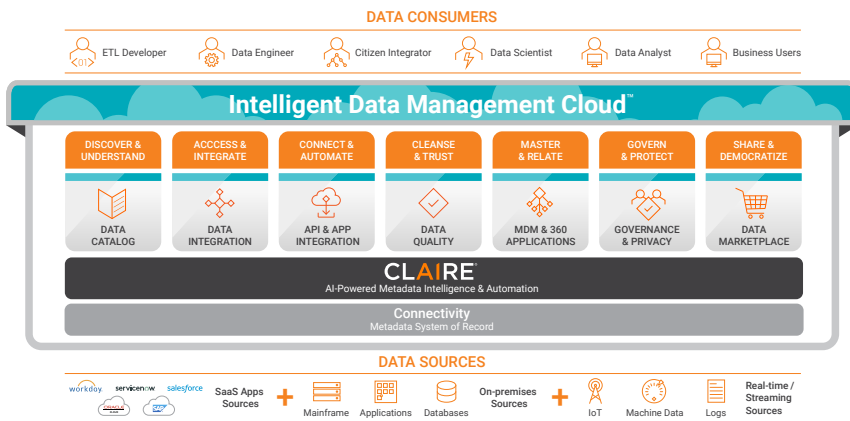 DATA CONSUMERS
ETL Developer
Data Engineer
Citizen Integrator
Data Scientist
Data Analyst
Business Users
Intelligent Data Management Cloud™
DISCOVER &
UNDERSTAND
ACCCESS &
INTEGRATE
CONNECT &
AUTOMATE
CLEANSE
& TRUST
MASTER
& RELATE
GOVERN
& PROTECT
SHARE &
DEMOCRATIZE
DATA
CATALOG
DATA
INTEGRATION
API & APP
INTEGRATION
DATA
QUALITY
MDM & 360
APPLICATIONS
GOVERNANCE
& PRIVACY
DATA
MARKETPLACE
CLAIRE
AI-Powered Metadata Intelligence & Automation
Connectivity
Metadata System of Record
DATA SOURCES
workday.
servicenow
salesforce
ORACLE
SAP
SaaS Apps
Sources
+
Mainframe
Applications
Databases
On-premises
Sources
+
IoT
Machine Data
Logs
Real-time /
Streaming
Sources